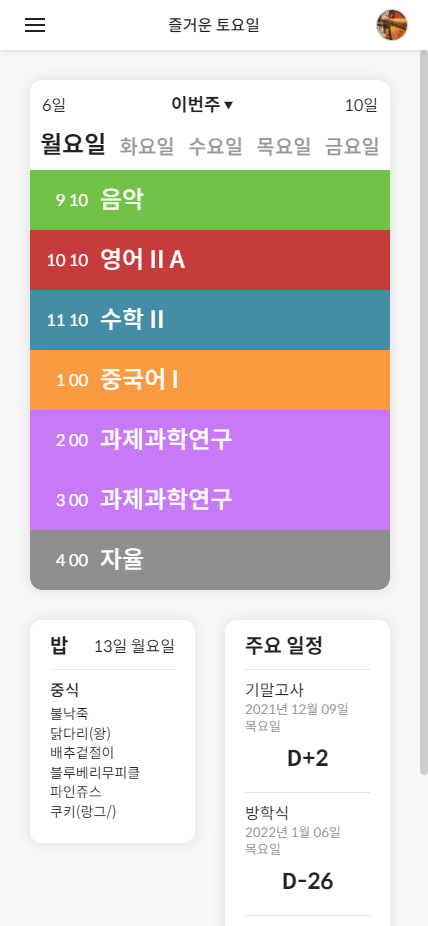 즐거운 토요일
6일 이번주 ▼ 10일
월요일 화요일 수요일 목요일 금요일
9 10 음악
10 10 영어 II A
11 10 수학 II
1 00 중국어 I
2 00 과제과학연구
3 00 과제과학연구
4 00 자율
밥 13일 월요일
중식
불낙죽
닭다리(왕)
배추겉절이
블루베리무피클
파인쥬스
쿠키(랑그/)
주요 일정
기말고사
2021년 12월 09일
목요일
D+2
방학식
2022년 1월 06일
목요일
D-26